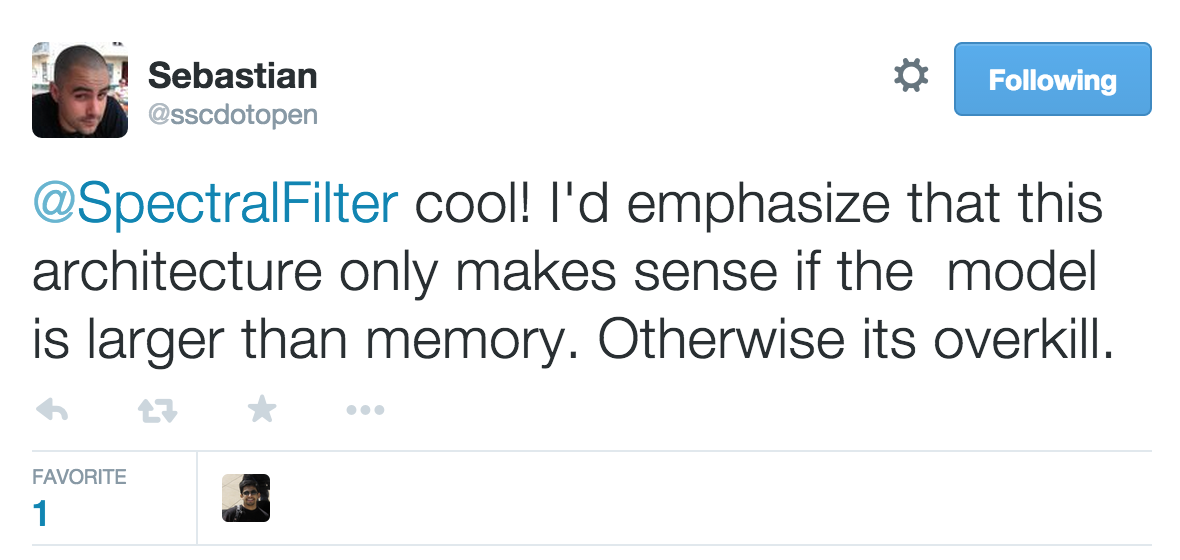 Sebastian
@sscdotopen
Following
@SpectralFilter cool! I'd emphasize that this
architecture only makes sense if the  model
is larger than memory. Otherwise its overkill.
FAVORITE
1